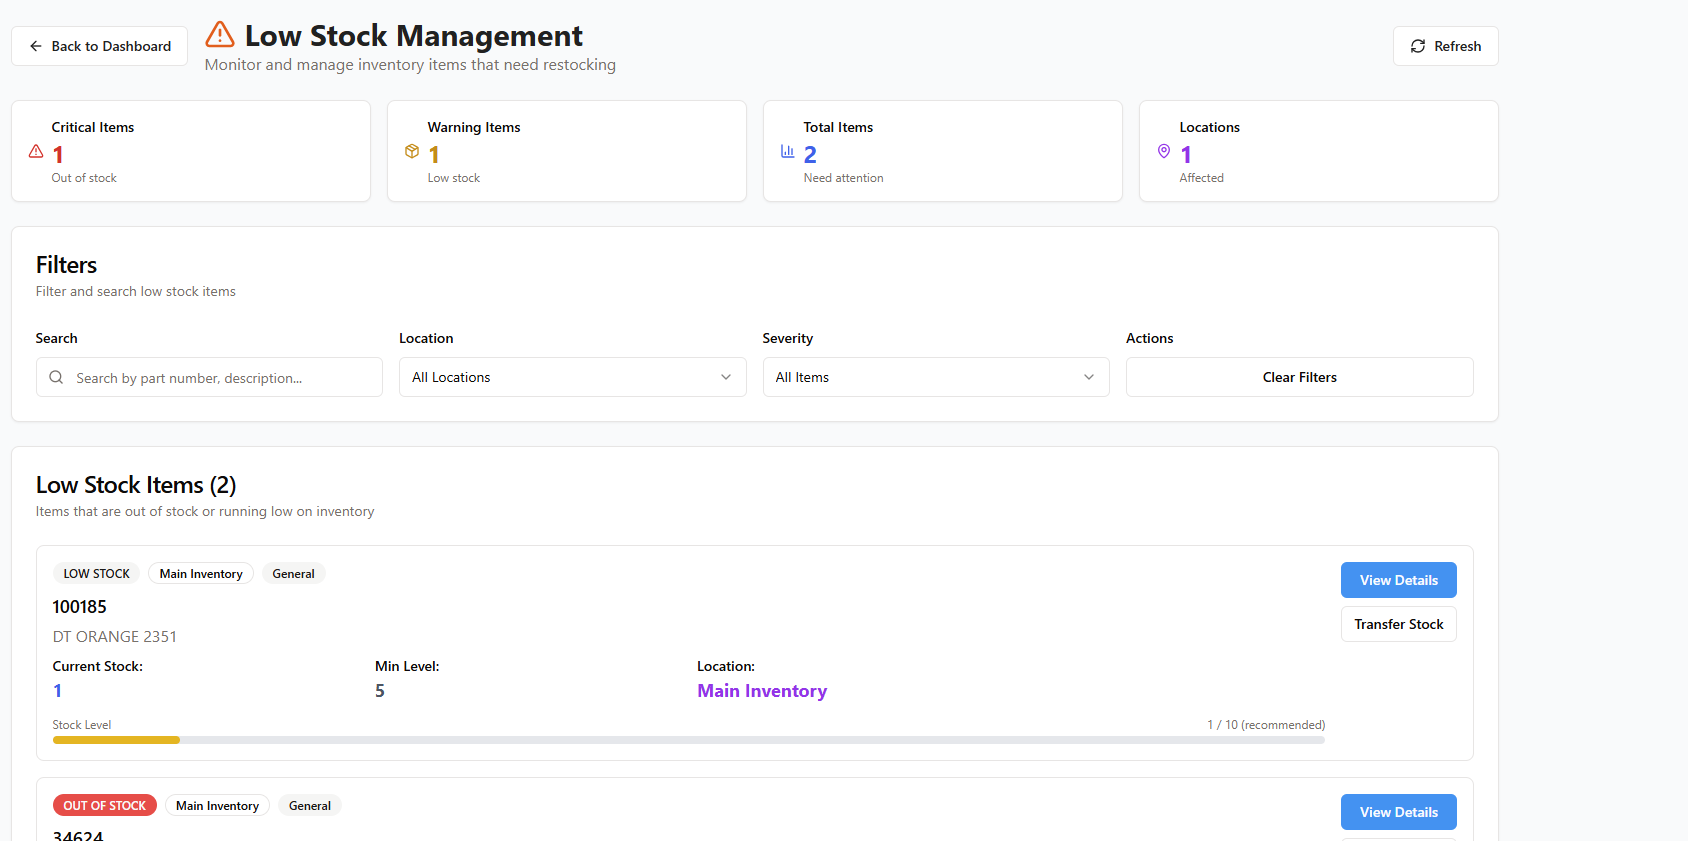 Back to Dashboard
Low Stock Management
Monitor and manage inventory items that need restocking
Refresh
Critical Items
1
Out of stock
Warning Items
1
Low stock
Total Items
2
Need attention
Locations
1
Affected
Filters
Filter and search low stock items
Search
Search by part number, description...
Location
All Locations
Severity
All Items
Actions
Clear Filters
Low Stock Items (2)
Items that are out of stock or running low on inventory
LOW STOCK Main Inventory General
View Details
100185
Transfer Stock
DT ORANGE 2351
Current Stock: Min Level: Location:
1 5 Main Inventory
Stock Level 1 / 10 (recommended)
OUT OF STOCK Main Inventory General
View Details
34624